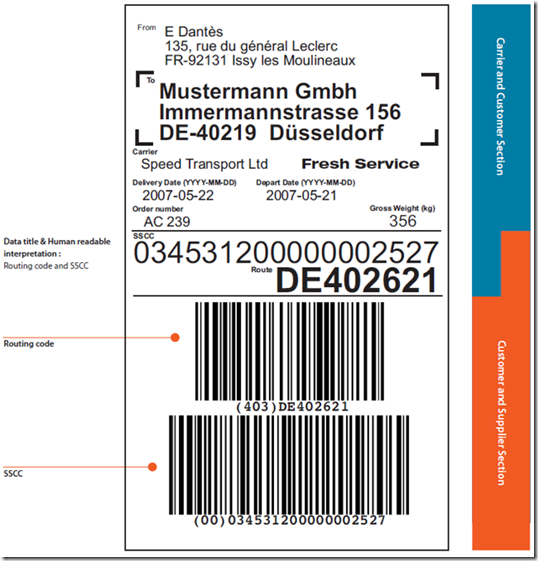 From E Dantès
135, rue du général Leclerc
FR-92131 Issy les Moulineaux
To
Mustermann Gmbh
Immermannstrasse 156
DE-40219 Düsseldorf
Carrier
Speed Transport Ltd Fresh Service
Delivery Date (YYYY-MM-DD) Depart Date (YYYY-MM-DD)
2007-05-22 2007-05-21
Order number Gross Weight (kg)
AC 239 356
SSCC
034531200000002527
Route DE402621
(403)DE402621
(00)034531200000002527
Data title & Human readable
interpretation :
Routing code and SSCC
Routing code
SSCC
Carrier and Customer Section
Customer and Supplier Section